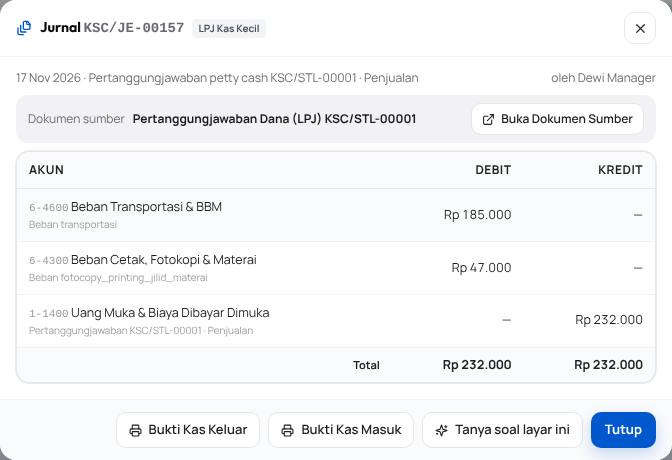 Jurnal KSC/JE-00157 LPJ Kas Kecil
17 Nov 2026 · Pertanggungjawaban petty cash KSC/STL-00001 · Penjualan oleh Dewi Manager
Dokumen sumber Pertanggungjawaban Dana (LPJ) KSC/STL-00001 Buka Dokumen Sumber
AKUN DEBIT KREDIT
6-4600 Beban Transportasi & BBM Rp 185.000 —
Beban transportasi
6-4300 Beban Cetak, Fotokopi & Materai Rp 47.000 —
Beban fotocopy_printing_jilid_materai
1-1400 Uang Muka & Biaya Dibayar Dimuka — Rp 232.000
Pertanggungjawaban KSC/STL-00001 · Penjualan
Total Rp 232.000 Rp 232.000
Bukti Kas Keluar Bukti Kas Masuk Tanya soal layar ini Tutup